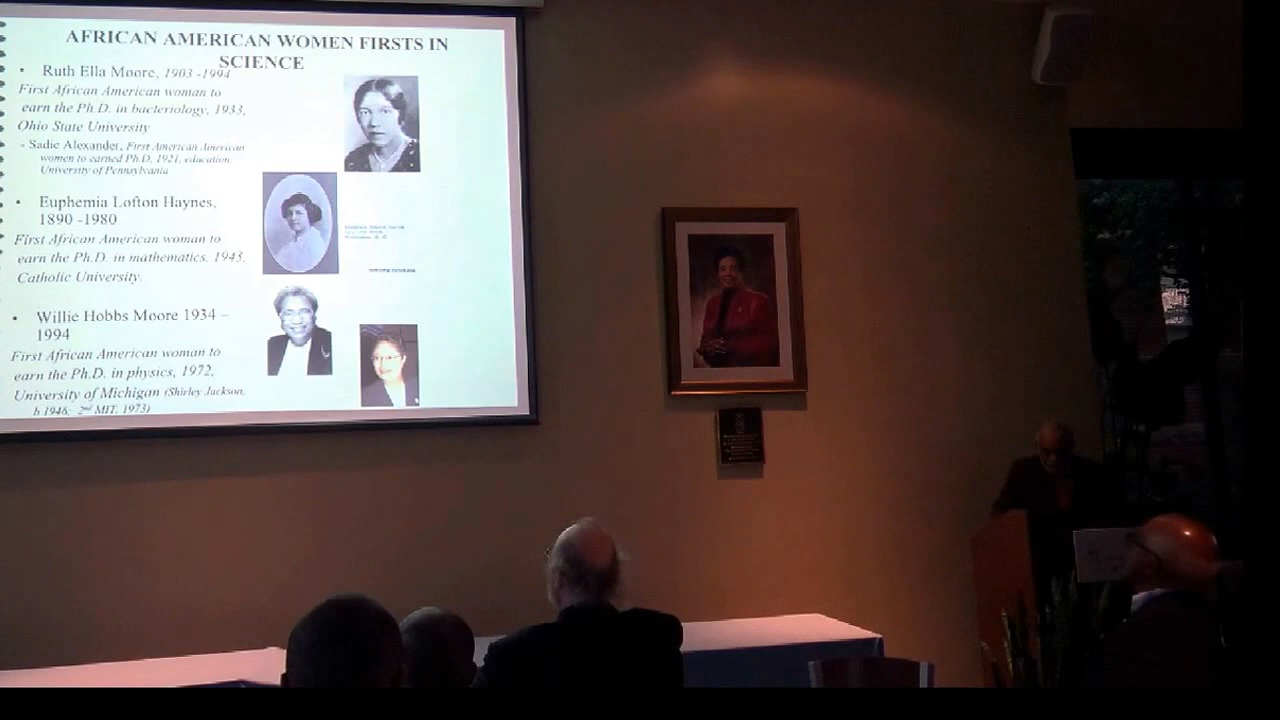 AFRICAN AMERICAN WOMEN FIRSTS IN
SCIENCE
• Ruth Ella Moore, 1903 -1994
First African American woman to
earn the Ph.D. in bacteriology, 1933,
Ohio State University
- Sadie Alexander, First American American
women to earned Ph.D. 1921, education
University of Pennsylvania
• Euphemia Lofton Haynes,
1890 -1980
First African American woman to
earn the Ph.D. in mathematics. 1943,
Catholic University.
• Willie Hobbs Moore 1934 –
1994
First African American woman to
earn the Ph.D. in physics, 1972,
University of Michigan (Shirley Jackson,
b 1946; 2nd MIT, 1973)